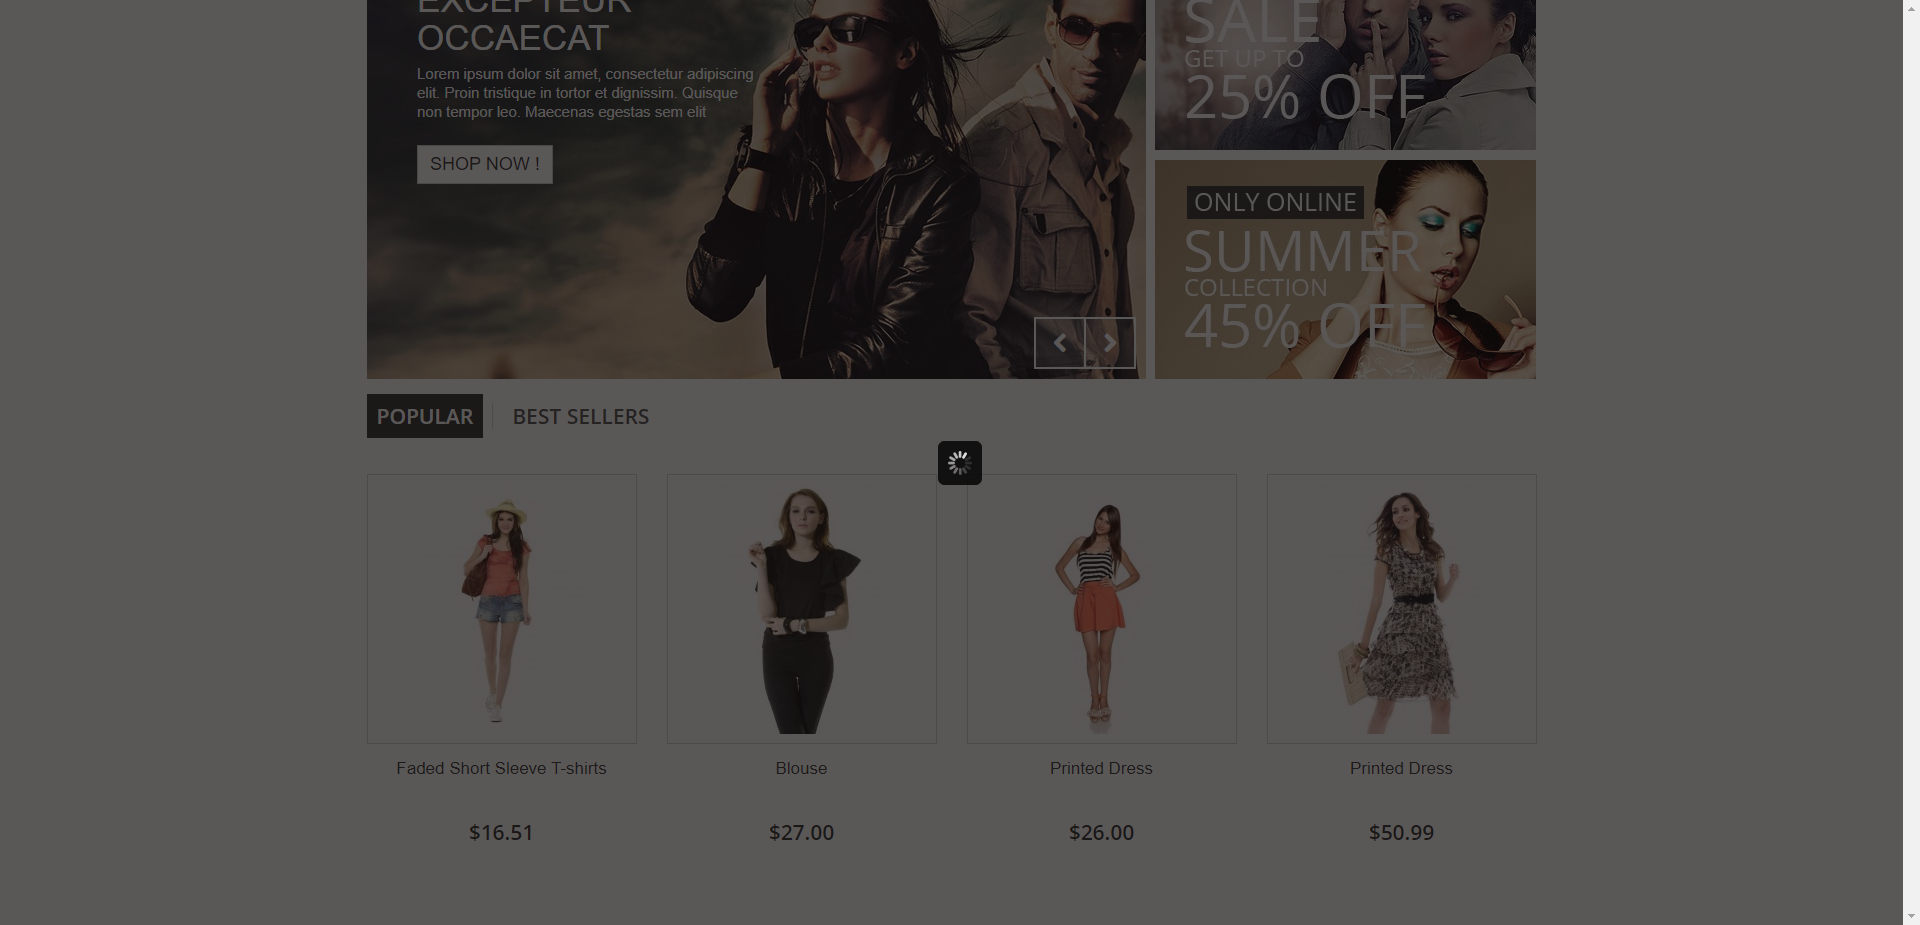 EXCEPTEUR
OCCAECAT
Lorem ipsum dolor sit amet, consectetur adipiscing
elit. Proin tristique in tortor et dignissim. Quisque
non tempor leo. Maecenas egestas sem elit
SHOP NOW !
SALE
GET UP TO
25% OFF
ONLY ONLINE
SUMMER
COLLECTION
45% OFF
POPULAR
BEST SELLERS
Faded Short Sleeve T-shirts
Blouse
Printed Dress
Printed Dress
$16.51
$27.00
$26.00
$50.99